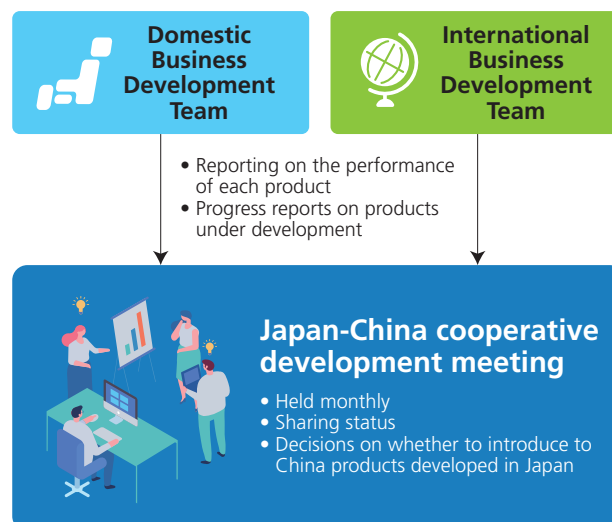 Domestic
Business
Development
Team
International
Business
Development
Team
• Reporting on the performance
of each product
• Progress reports on products
under development
Japan-China cooperative
development meeting
• Held monthly
• Sharing status
• Decisions on whether to introduce to
China products developed in Japan